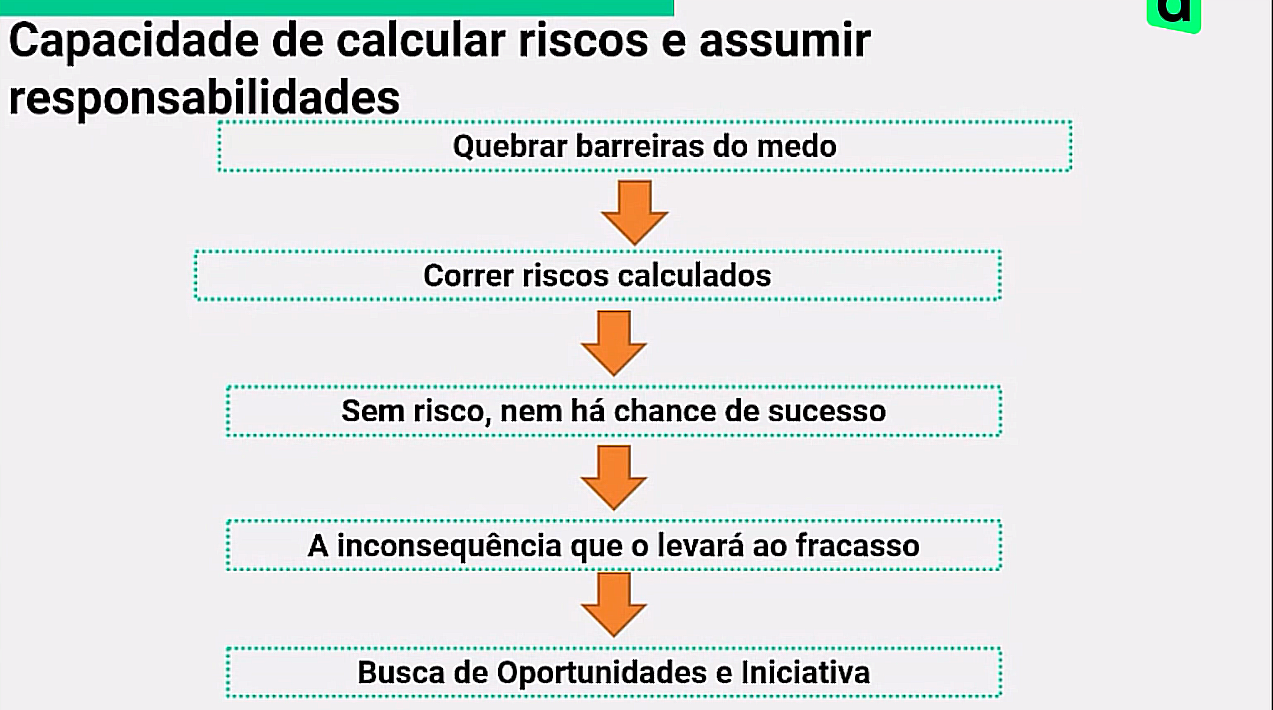 Capacidade de calcular riscos e assumir
responsabilidades
Quebrar barreiras do medo
Correr riscos calculados
Sem risco, nem há chance de sucesso
A inconsequência que o levará ao fracasso
Busca de Oportunidades e Iniciativa